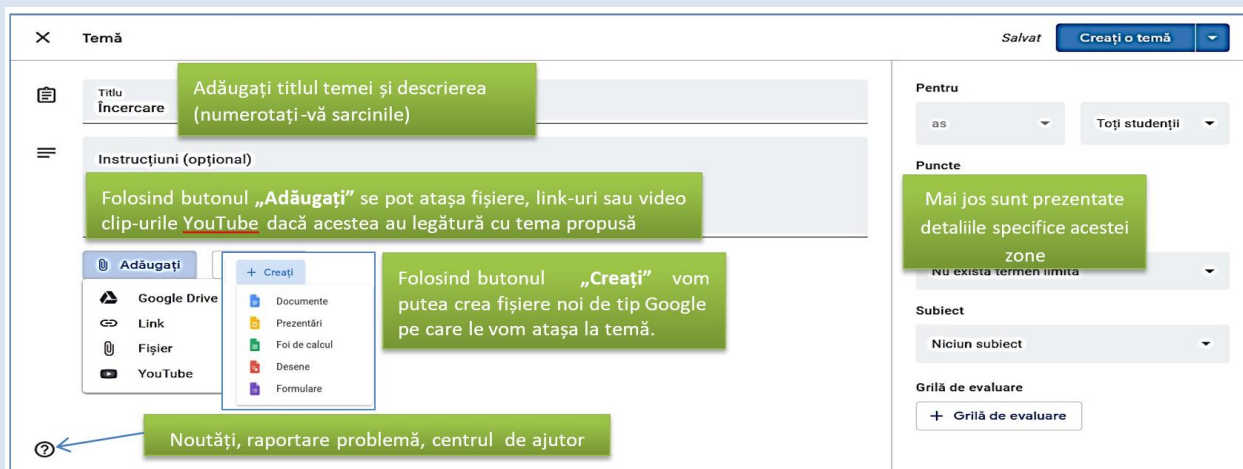 Temă
Salvat
Creați o temă
Titlu
Încercare
Adăugați titlul temei și descrierea
(numerotați-vă sarcinile)
Instrucțiuni (opțional)
Folosind butonul „Adăugați” se pot atașa fișiere, link-uri sau video
clip-urile YouTube dacă acestea au legătură cu tema propusă
Adăugați
Google Drive
Link
Fișier
YouTube
+ Creați
Documente
Prezentări
Foi de calcul
Desene
Formulare
Folosind butonul „Creați” vom
putea crea fișiere noi de tip Google
pe care le vom atașa la temă.
Noutăți, raportare problemă, centrul de ajutor
Pentru
as
Toți studenții
Puncte
Mai jos sunt prezentate
detaliile specifice acestei
zone
Nu există termen limită
Subiect
Niciun subiect
Grilă de evaluare
+ Grilă de evaluare